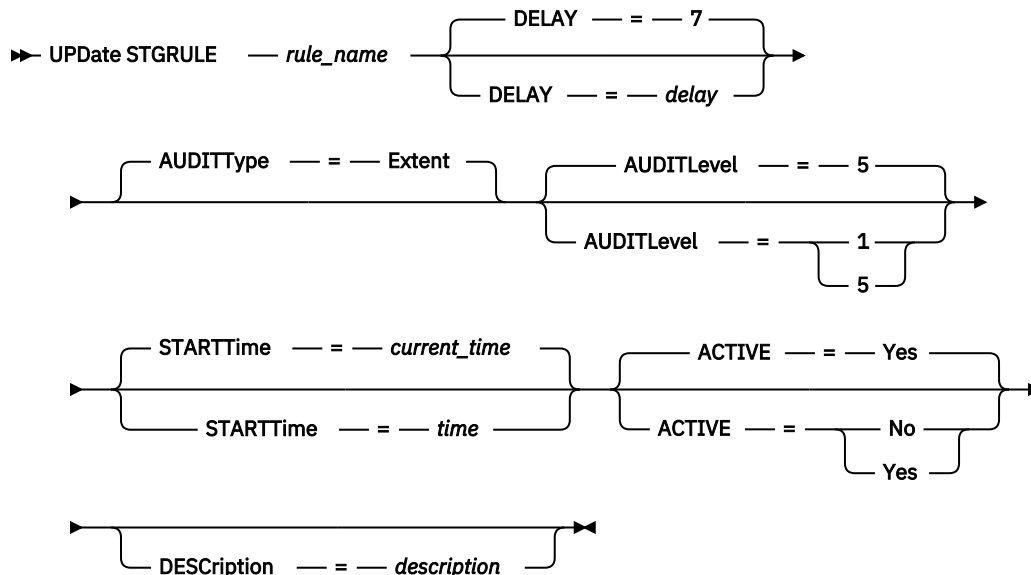 DELAY = 7
UPDate STGRULE rule_name
DELAY = delay
AUDITType = Extent
AUDITLevel = 5
AUDITLevel = 1
5
STARTTime = current_time
ACTIVE = Yes
STARTTime = time
ACTIVE = No
Yes
DESCription = description